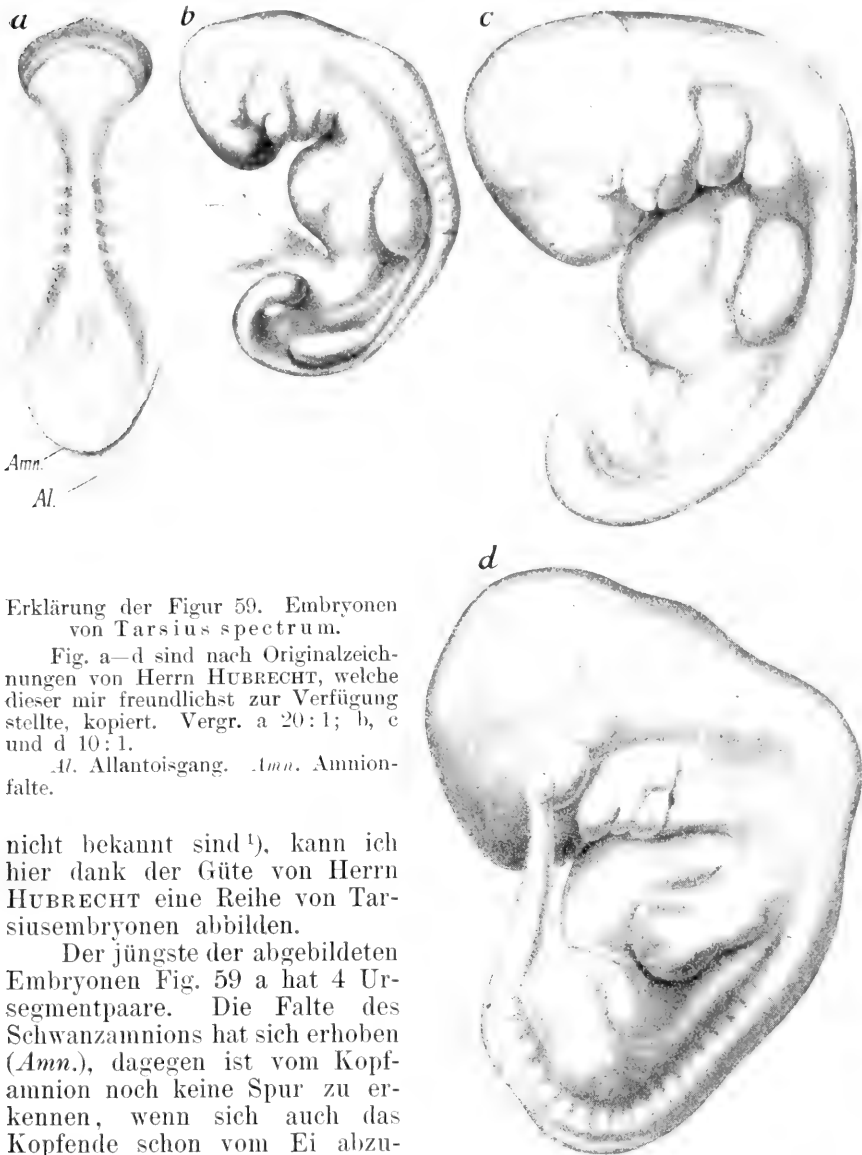 a
b
c
Amn.
Al.
d
Erklärung der Figur 59. Embryonen
von Tarsius spectrum.
Fig. a—d sind nach Originalzeich-
nungen von Herrn HUBRECHT, welche
dieser mir freundlichst zur Verfügung
stellte, kopiert. Vergr. a 20:1; b, c
und d 10:1.
Al. Allantoisgang. Amn. Amnion-
falte.
nicht bekannt sind ¹), kann ich
hier dank der Güte von Herrn
HUBRECHT eine Reihe von Tar-
siusembryonen abbilden.
Der jüngste der abgebildeten
Embryonen Fig. 59 a hat 4 Ur-
segmentpaare. Die Falte des
Schwanzamnions hat sich erhoben
(Amn.), dagegen ist vom Kopf-
amnion noch keine Spur zu er-
kennen, wenn sich auch das
Kopfende schon vom Ei abzu-